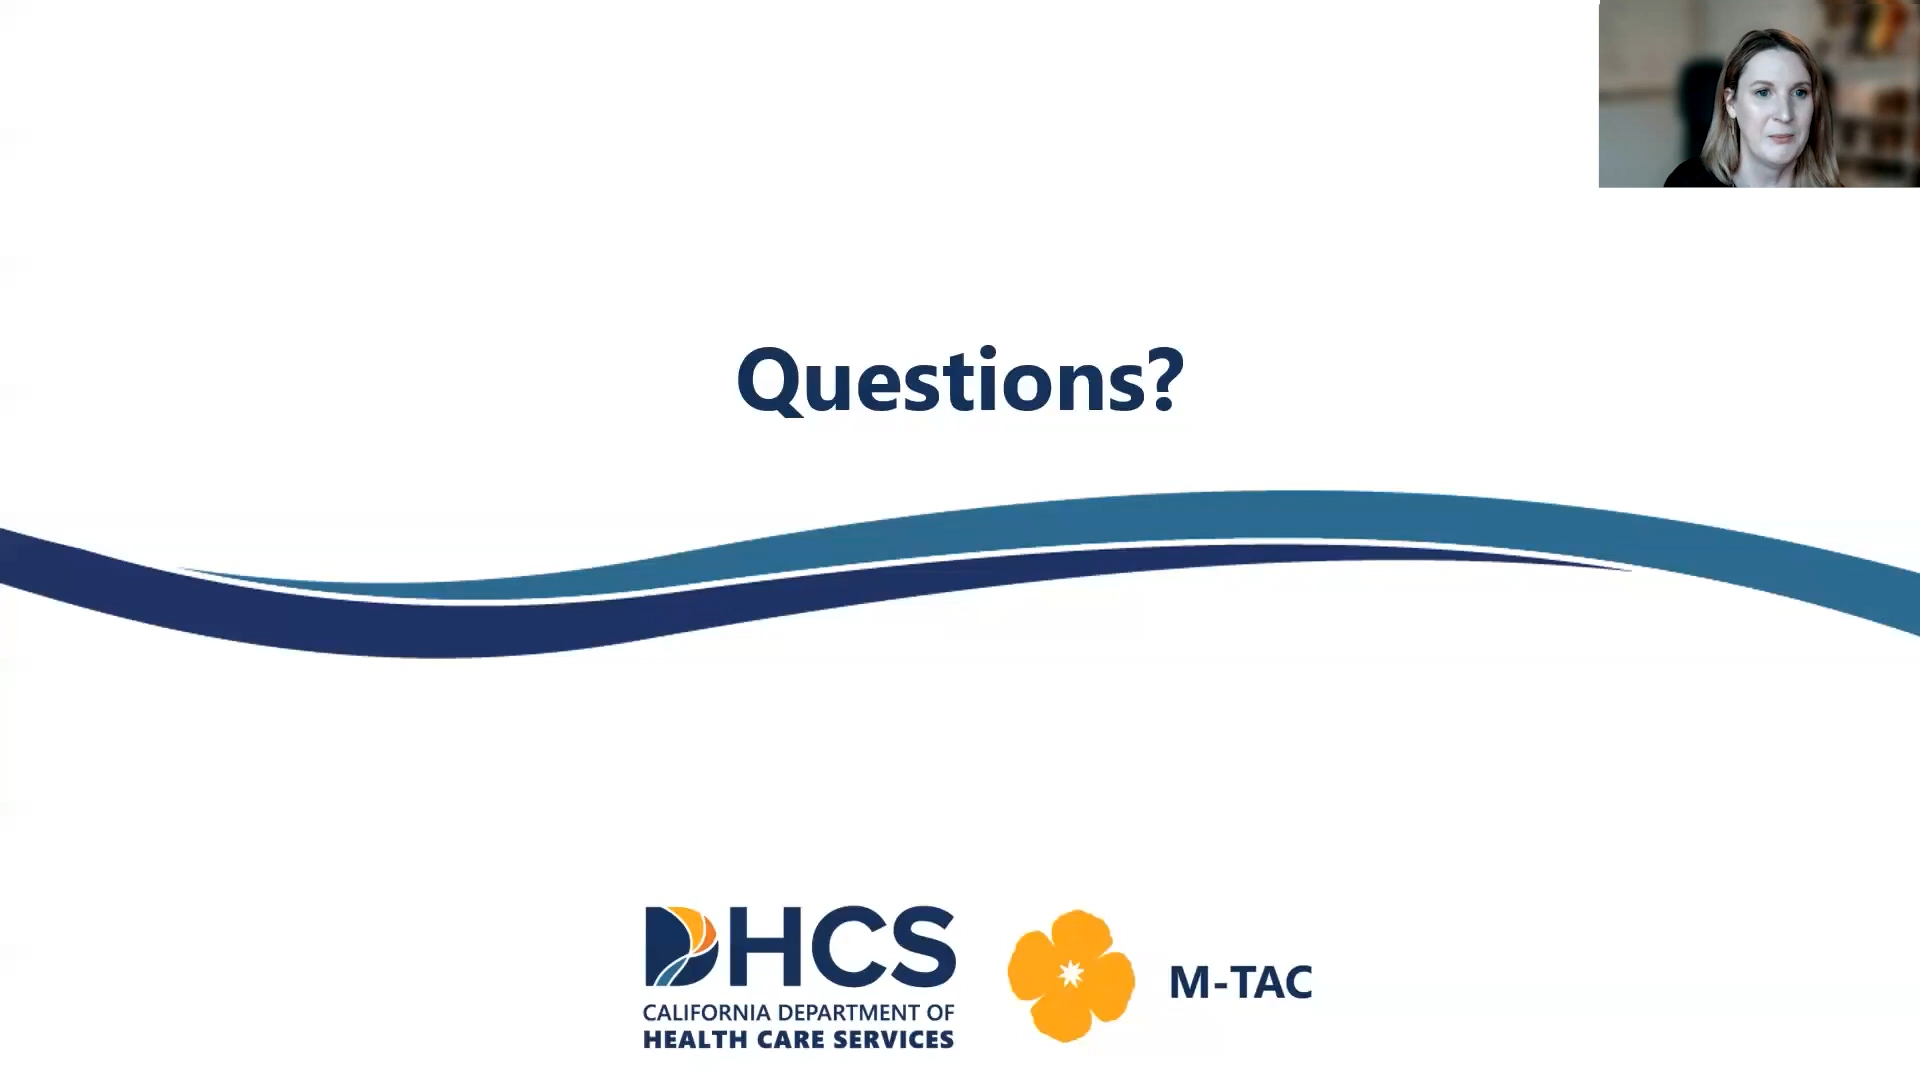 Questions?
DHCS
CALIFORNIA DEPARTMENT OF
HEALTH CARE SERVICES
M-TAC